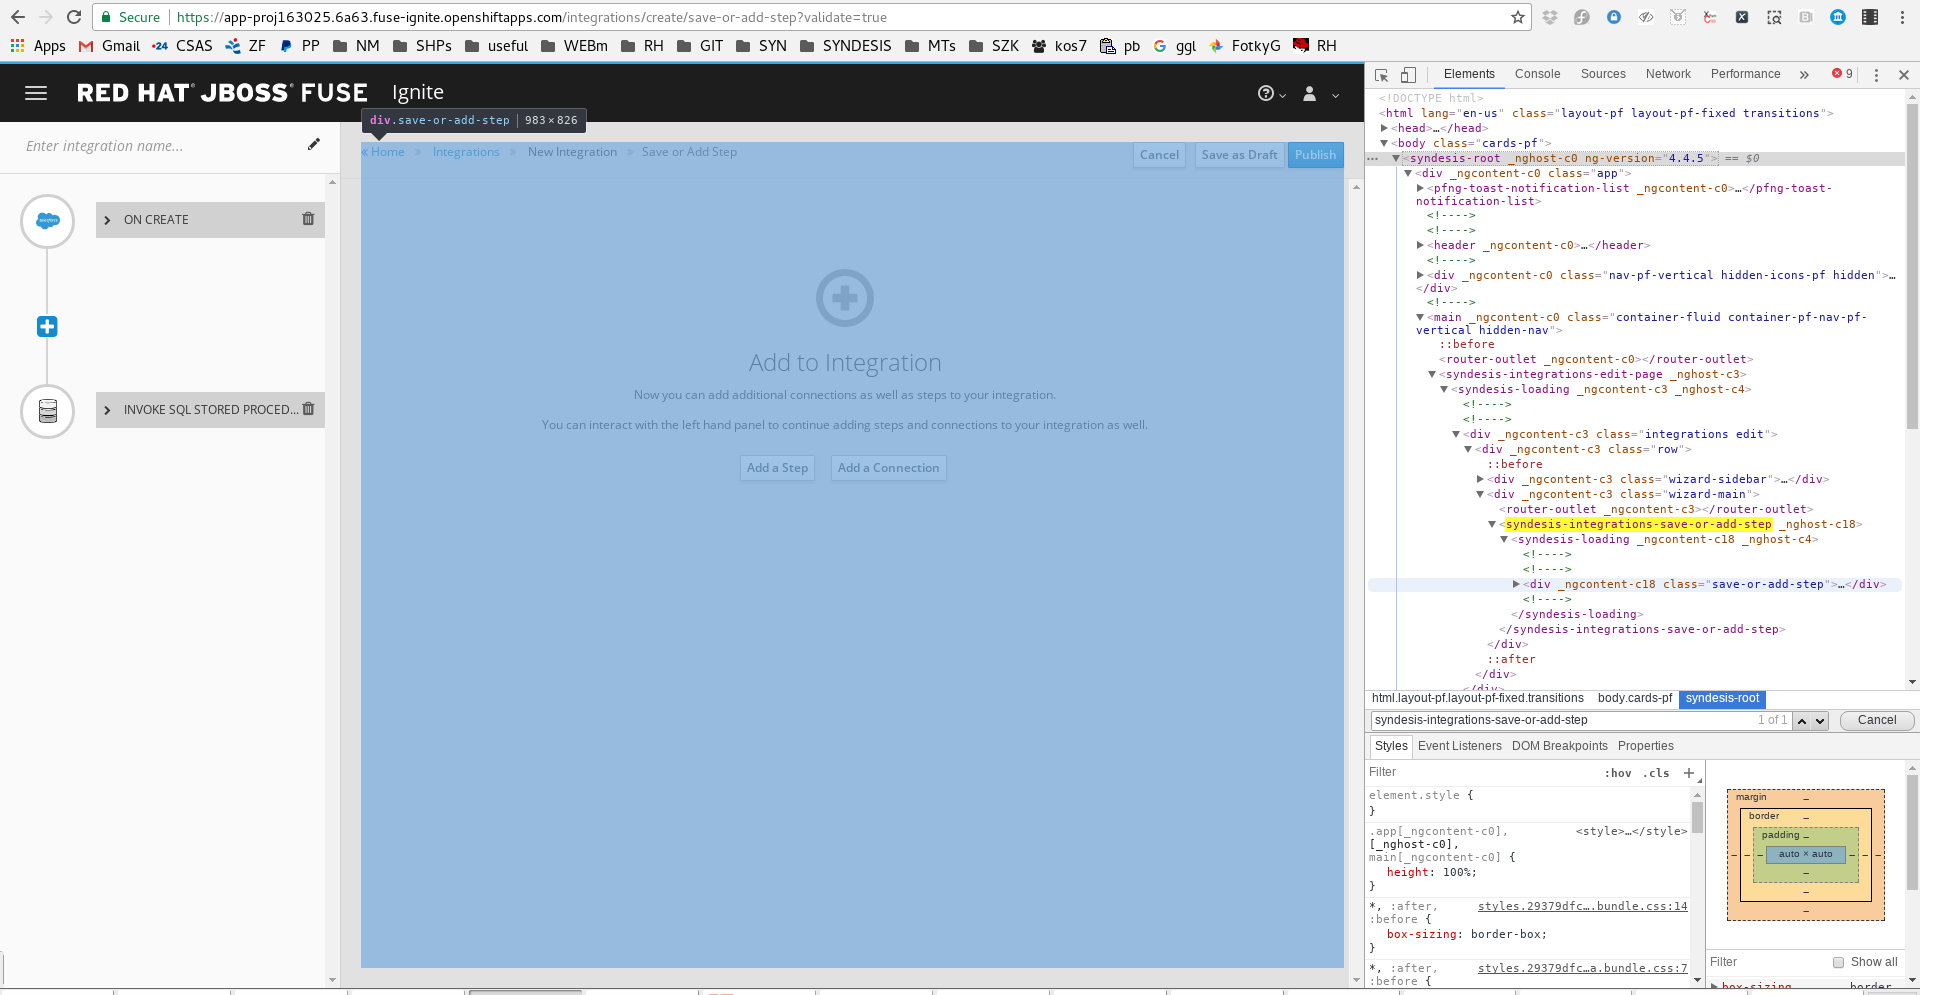 Secure https://app-proj163025.6a63.fuse-ignite.openshiftapps.com/integrations/create/save-or-add-step?validate=true
Apps Gmail CSAS ZF PP NM SHPs useful WEBm RH GIT SYN SYNDESIS MTs SZK kos7 pb ggl FotkyG RH
RED HAT JBOSS FUSE Ignite
div.save-or-add-step 983 × 826
Enter integration name...
« Home » Integrations » New Integration » Save or Add Step Cancel Save as Draft Publish
ON CREATE
INVOKE SQL STORED PROCED...
Add to Integration
Now you can add additional connections as well as steps to your integration.
You can interact with the left hand panel to continue adding steps and connections to your integration as well.
Add a Step Add a Connection
Elements Console Sources Network Performance » 9
<!DOCTYPE html>
<html lang="en-us" class="layout-pf layout-pf-fixed transitions">
<head>…</head>
<body class="cards-pf">
<syndesis-root _nghost-c0 ng-version="4.4.5"> == $0
<div _ngcontent-c0 class="app">
<pfng-toast-notification-list _ngcontent-c0>…</pfng-toast-
notification-list>
<!---->
<!---->
<header _ngcontent-c0>…</header>
<!---->
<div _ngcontent-c0 class="nav-pf-vertical hidden-icons-pf hidden">…
</div>
<!---->
<main _ngcontent-c0 class="container-fluid container-pf-nav-pf-
vertical hidden-nav">
::before
<router-outlet _ngcontent-c0></router-outlet>
<syndesis-integrations-edit-page _nghost-c3>
<syndesis-loading _ngcontent-c3 _nghost-c4>
<!---->
<!---->
<div _ngcontent-c3 class="integrations edit">
<div _ngcontent-c3 class="row">
::before
<div _ngcontent-c3 class="wizard-sidebar">…</div>
<div _ngcontent-c3 class="wizard-main">
<router-outlet _ngcontent-c3></router-outlet>
<syndesis-integrations-save-or-add-step _nghost-c18>
<syndesis-loading _ngcontent-c18 _nghost-c4>
<!---->
<!---->
<div _ngcontent-c18 class="save-or-add-step">…</div>
<!---->
</syndesis-loading>
</syndesis-integrations-save-or-add-step>
</div>
::after
</div>
</div>
html.layout-pf.layout-pf-fixed.transitions body.cards-pf syndesis-root
syndesis-integrations-save-or-add-step 1 of 1 Cancel
Styles Event Listeners DOM Breakpoints Properties
Filter :hov .cls +
element.style {
}
.app[_ngcontent-c0], <style>…</style>
[_nghost-c0],
main[_ngcontent-c0] {
height: 100%;
}
*, :after, styles.29379dfc….bundle.css:14
:before {
box-sizing: border-box;
}
*, :after, styles.29379dfc…a.bundle.css:7
:before {
margin –
border –
padding –
– – – auto × auto – – –
–
–
–
Filter Show all
box-sizing border